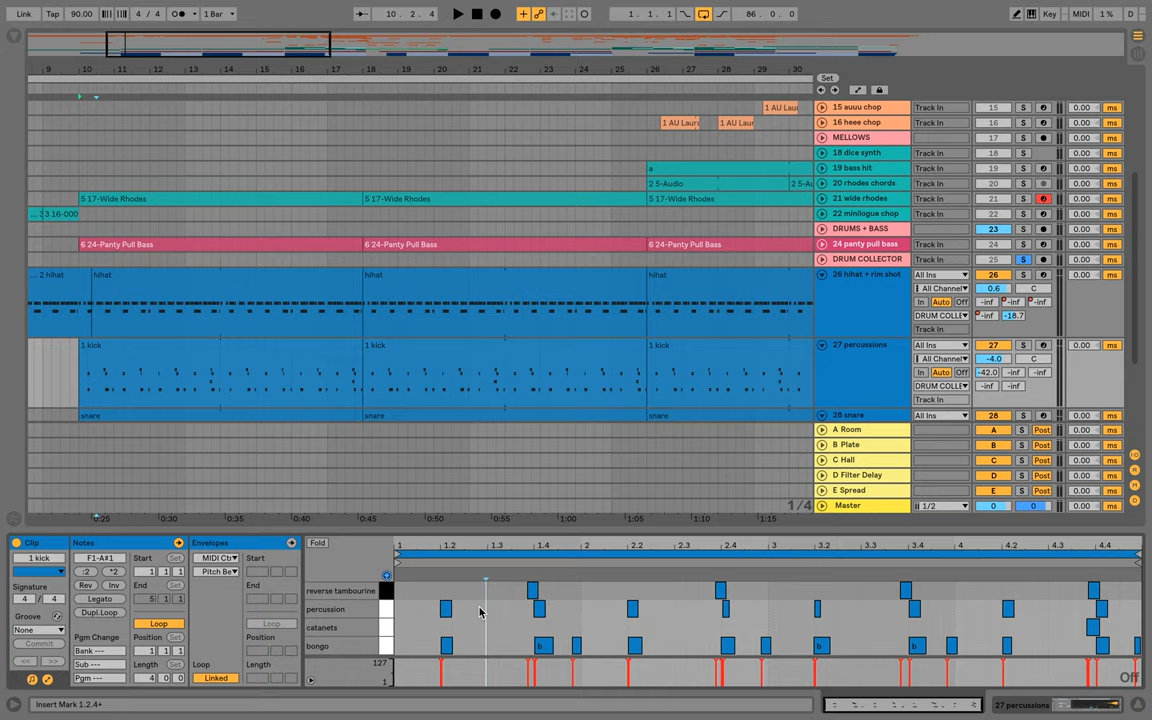 Link Tap 90.00 4 / 4 1 Bar 10. 2. 4 1. 1. 1 86. 0. 0 Key MIDI 1 % D
9 10 11 12 13 14 15 16 17 18 19 20 21 22 23 24 25 26 27 28 29 30 Set
1 AU Laur 15 auuu chop Track In 15 S 0.00 ms
1 AU Laur 1 AU Laur 16 heee chop Track In 16 S 0.00 ms
MELLOWS Track In 17 S 0.00 ms
18 dice synth Track In 18 S 0.00 ms
a 19 bass hit Track In 19 S 0.00 ms
2 5-Audio 2 5-Au 20 rhodes chords Track In 20 S 0.00 ms
5 17-Wide Rhodes 5 17-Wide Rhodes 5 17-Wide Rhodes 21 wide rhodes Track In 21 S 0.00 ms
3 16-000 22 minilogue chop Track In 22 S 0.00 ms
DRUMS + BASS Track In 23 S 0.00 ms
6 24-Panty Pull Bass 6 24-Panty Pull Bass 6 24-Panty Pull Bass 24 panty pull bass Track In 24 S 0.00 ms
DRUM COLLECTOR Track In 25 S 0.00 ms
... 2 hihat hihat hihat hihat 26 hihat + rim shot All Ins 26 S 0.00 ms
All Channel 0.6 C
In Auto Off -inf -inf -inf
DRUM COLLE -inf -18.7
Track In
1 kick 1 kick 1 kick 27 percussions All Ins 27 S 0.00 ms
All Channel -4.0 C
In Auto Off -42.0 -inf -inf
DRUM COLLE -inf -inf
Track In
snare snare snare 28 snare All Ins 28 S 0.00 ms
A Room A S Post 0.00 ms
B Plate B S Post 0.00 ms
C Hall C S Post 0.00 ms
D Filter Delay D S Post 0.00 ms
E Spread E S Post 0.00 ms
1/4 Master 1/2 0 0 0.00 ms
0:25 0:30 0:35 0:40 0:45 0:50 0:55 1:00 1:05 1:10 1:15
Clip Notes Envelopes Fold 1 1.2 1.3 1.4 2 2.2 2.3 2.4 3 3.2 3.3 3.4 4 4.2 4.3 4.4
1 kick F1-A#1 Start Set MIDI Ct Start Set
:2 *2 1 1 1 Pitch Be
Signature Rev Inv End Set End Set
4 / 4 Legato 5 1 1 reverse tambourine
Groove Dupl.Loop percussion
None Loop Loop
Commit Pgm Change Position Set Position Set catanets
<< >> Bank --- 1 1 1 bongo b b b
Sub --- Length Set Loop Length Set 127
Pgm --- 4 0 0 Linked 1 Off
Insert Mark 1.2.4+ 27 percussions